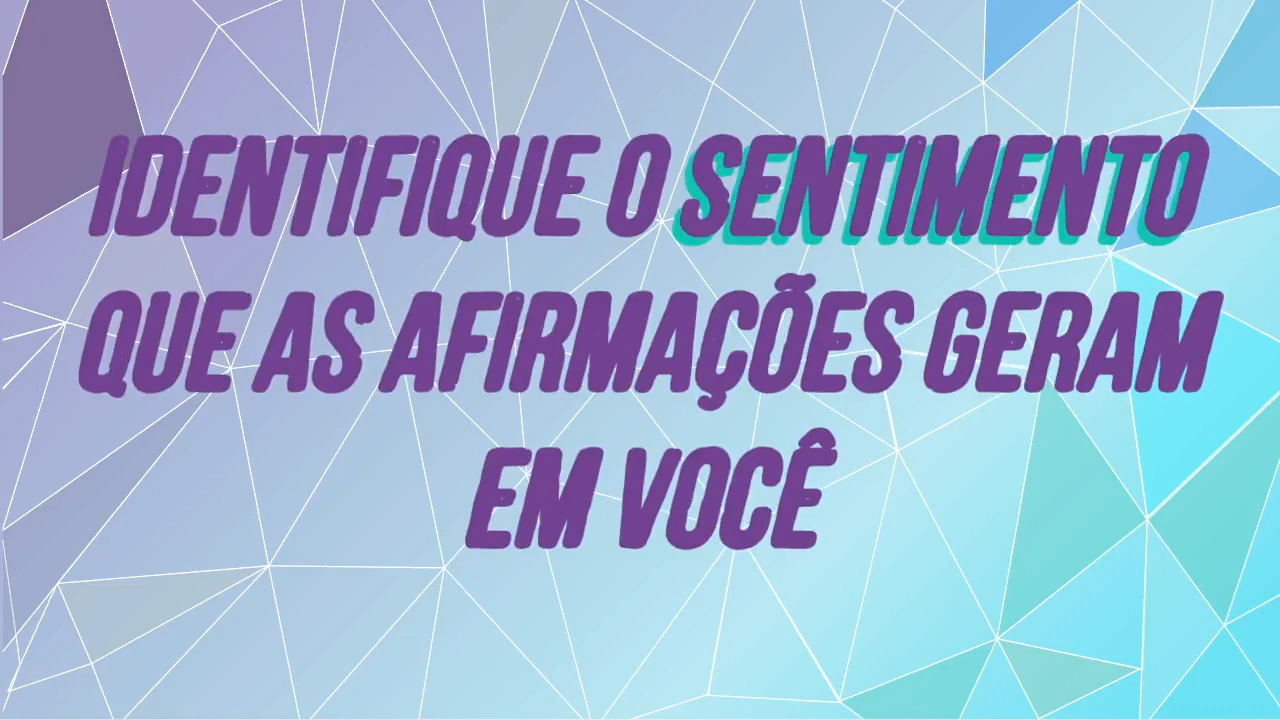 IDENTIFIQUE O SENTIMENTO
QUE AS AFIRMAÇÕES GERAM
EM VOCÊ